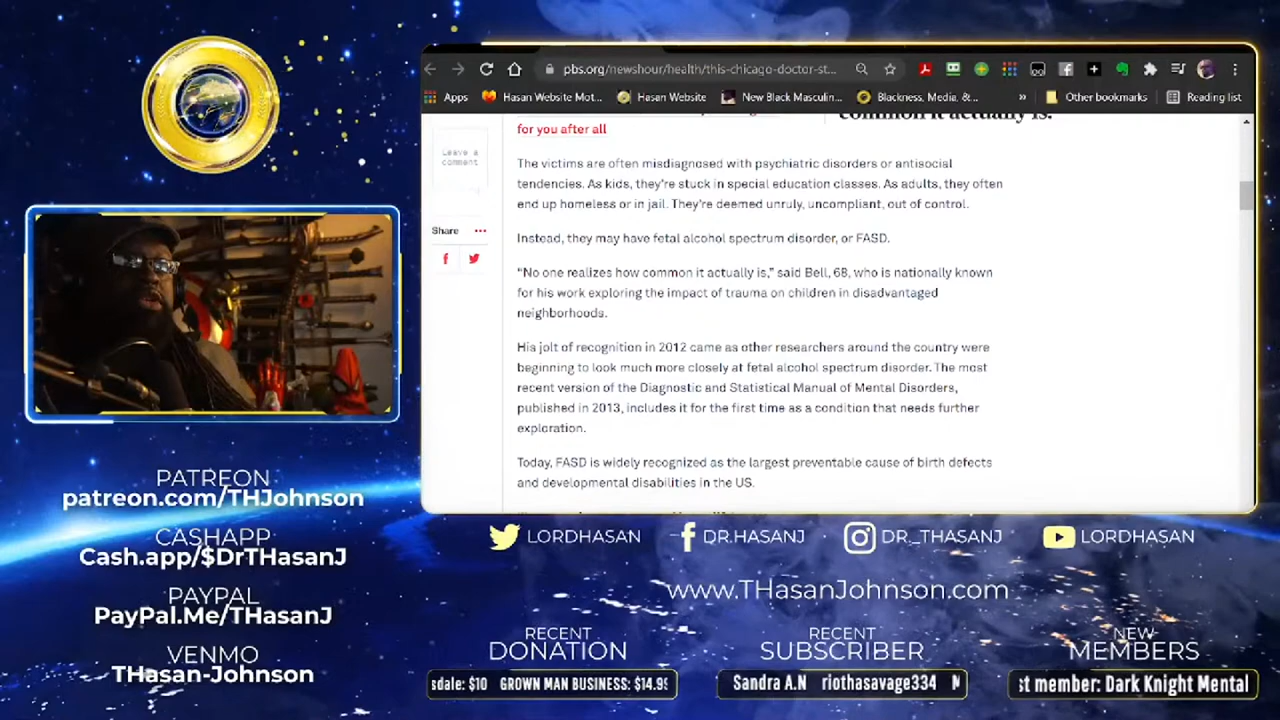 pbs.org/newshour/health/this-chicago-doctor-st...
Apps
Hasan Website Mot...
Hasan Website
New Black Masculin...
Blackness, Media, &...
»
Other bookmarks
Reading list
common it actually is.
for you after all
Leave a
comment
The victims are often misdiagnosed with psychiatric disorders or antisocial
tendencies. As kids, they're stuck in special education classes. As adults, they often
end up homeless or in jail. They're deemed unruly, uncompliant, out of control.
Share
Instead, they may have fetal alcohol spectrum disorder, or FASD.
“No one realizes how common it actually is,” said Bell, 68, who is nationally known
for his work exploring the impact of trauma on children in disadvantaged
neighborhoods.
His jolt of recognition in 2012 came as other researchers around the country were
beginning to look much more closely at fetal alcohol spectrum disorder. The most
recent version of the Diagnostic and Statistical Manual of Mental Disorders,
published in 2013, includes it for the first time as a condition that needs further
exploration.
Today, FASD is widely recognized as the largest preventable cause of birth defects
and developmental disabilities in the US.
PATREON
patreon.com/THJohnson
CASHAPP
Cash.app/$DrTHasanJ
PAYPAL
PayPal.Me/THasanJ
VENMO
THasan-Johnson
LORDHASAN
DR.HASANJ
DR._THASANJ
LORDHASAN
www.THasanJohnson.com
RECENT
DONATION
sdale: $10 GROWN MAN BUSINESS: $14.99
RECENT
SUBSCRIBER
Sandra A.N riothasavage334
NEW
MEMBERS
st member: Dark Knight Mental